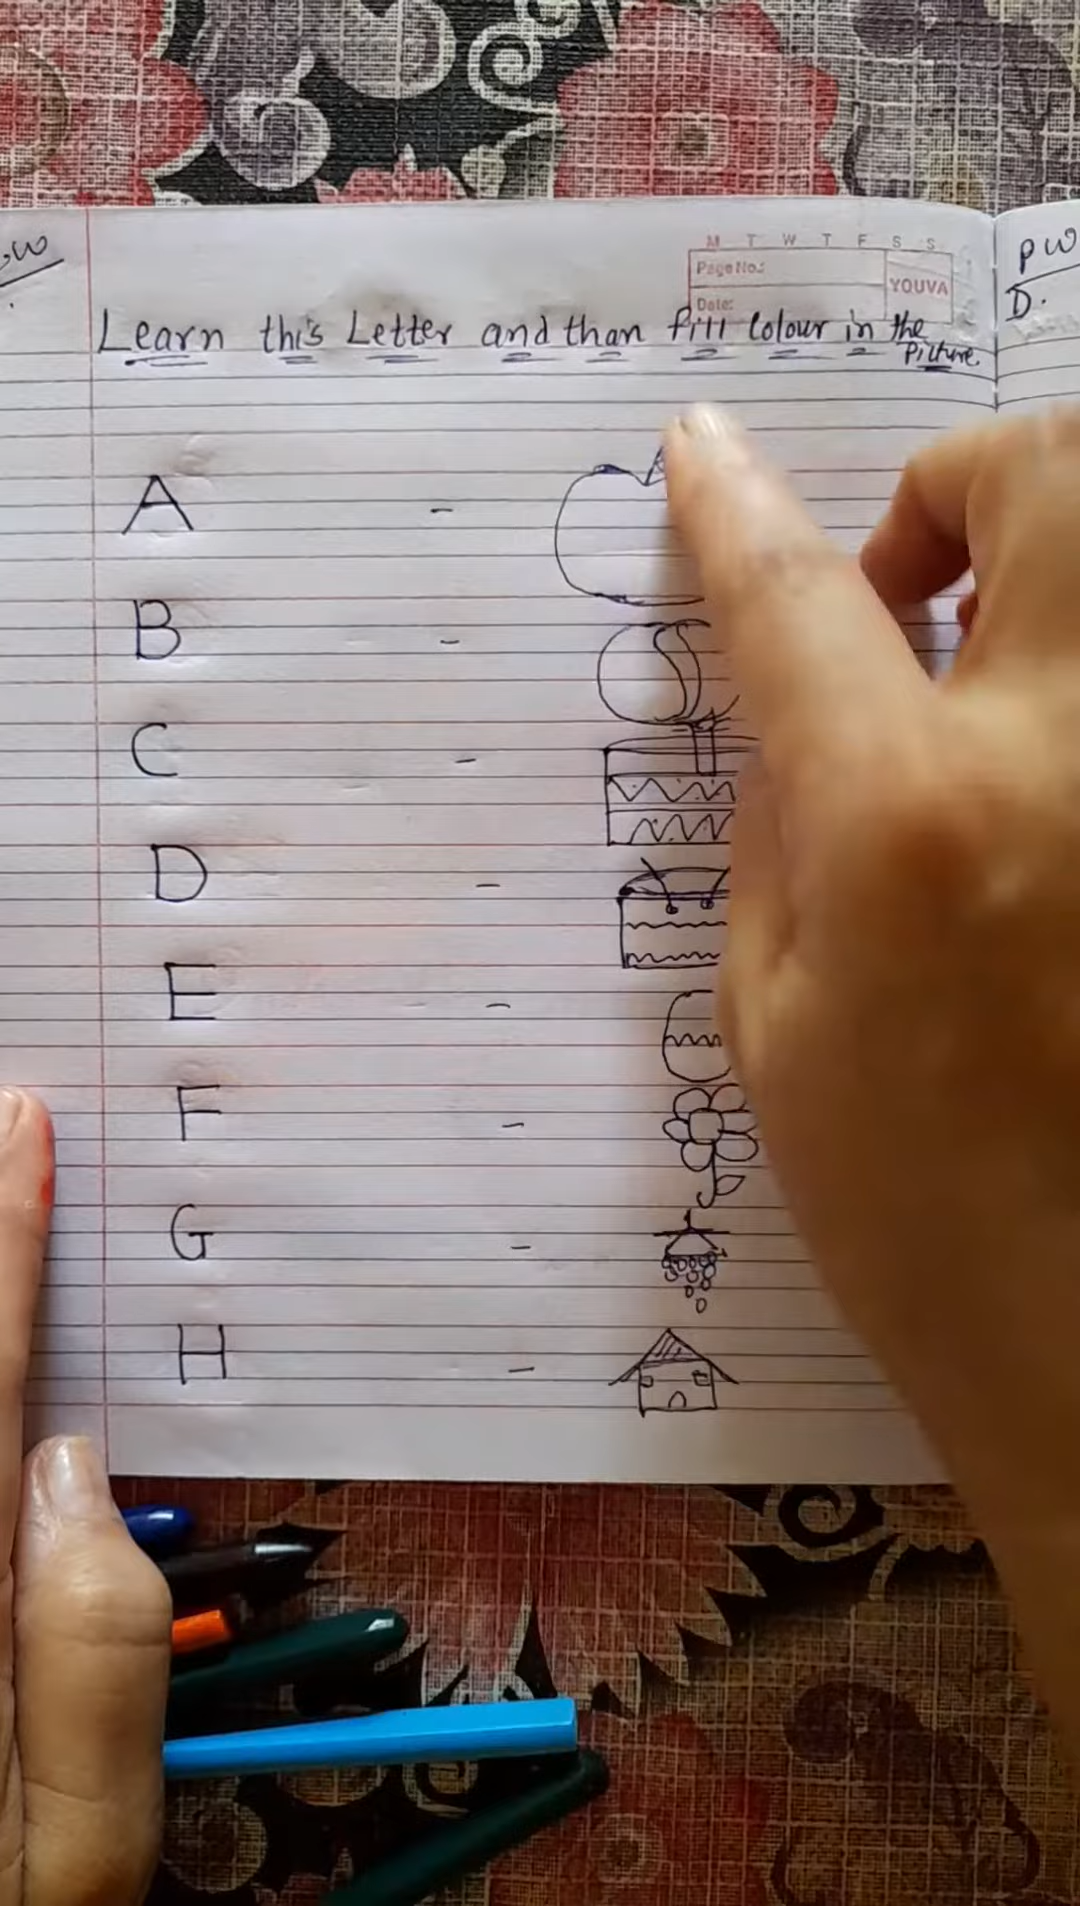 M T W T F S S
Page No.:
YOUVA
Date:
PW
D.
Learn this Letter and than fill Colour in the
Picture.
A -
B -
C -
D -
E -
F -
G -
H -